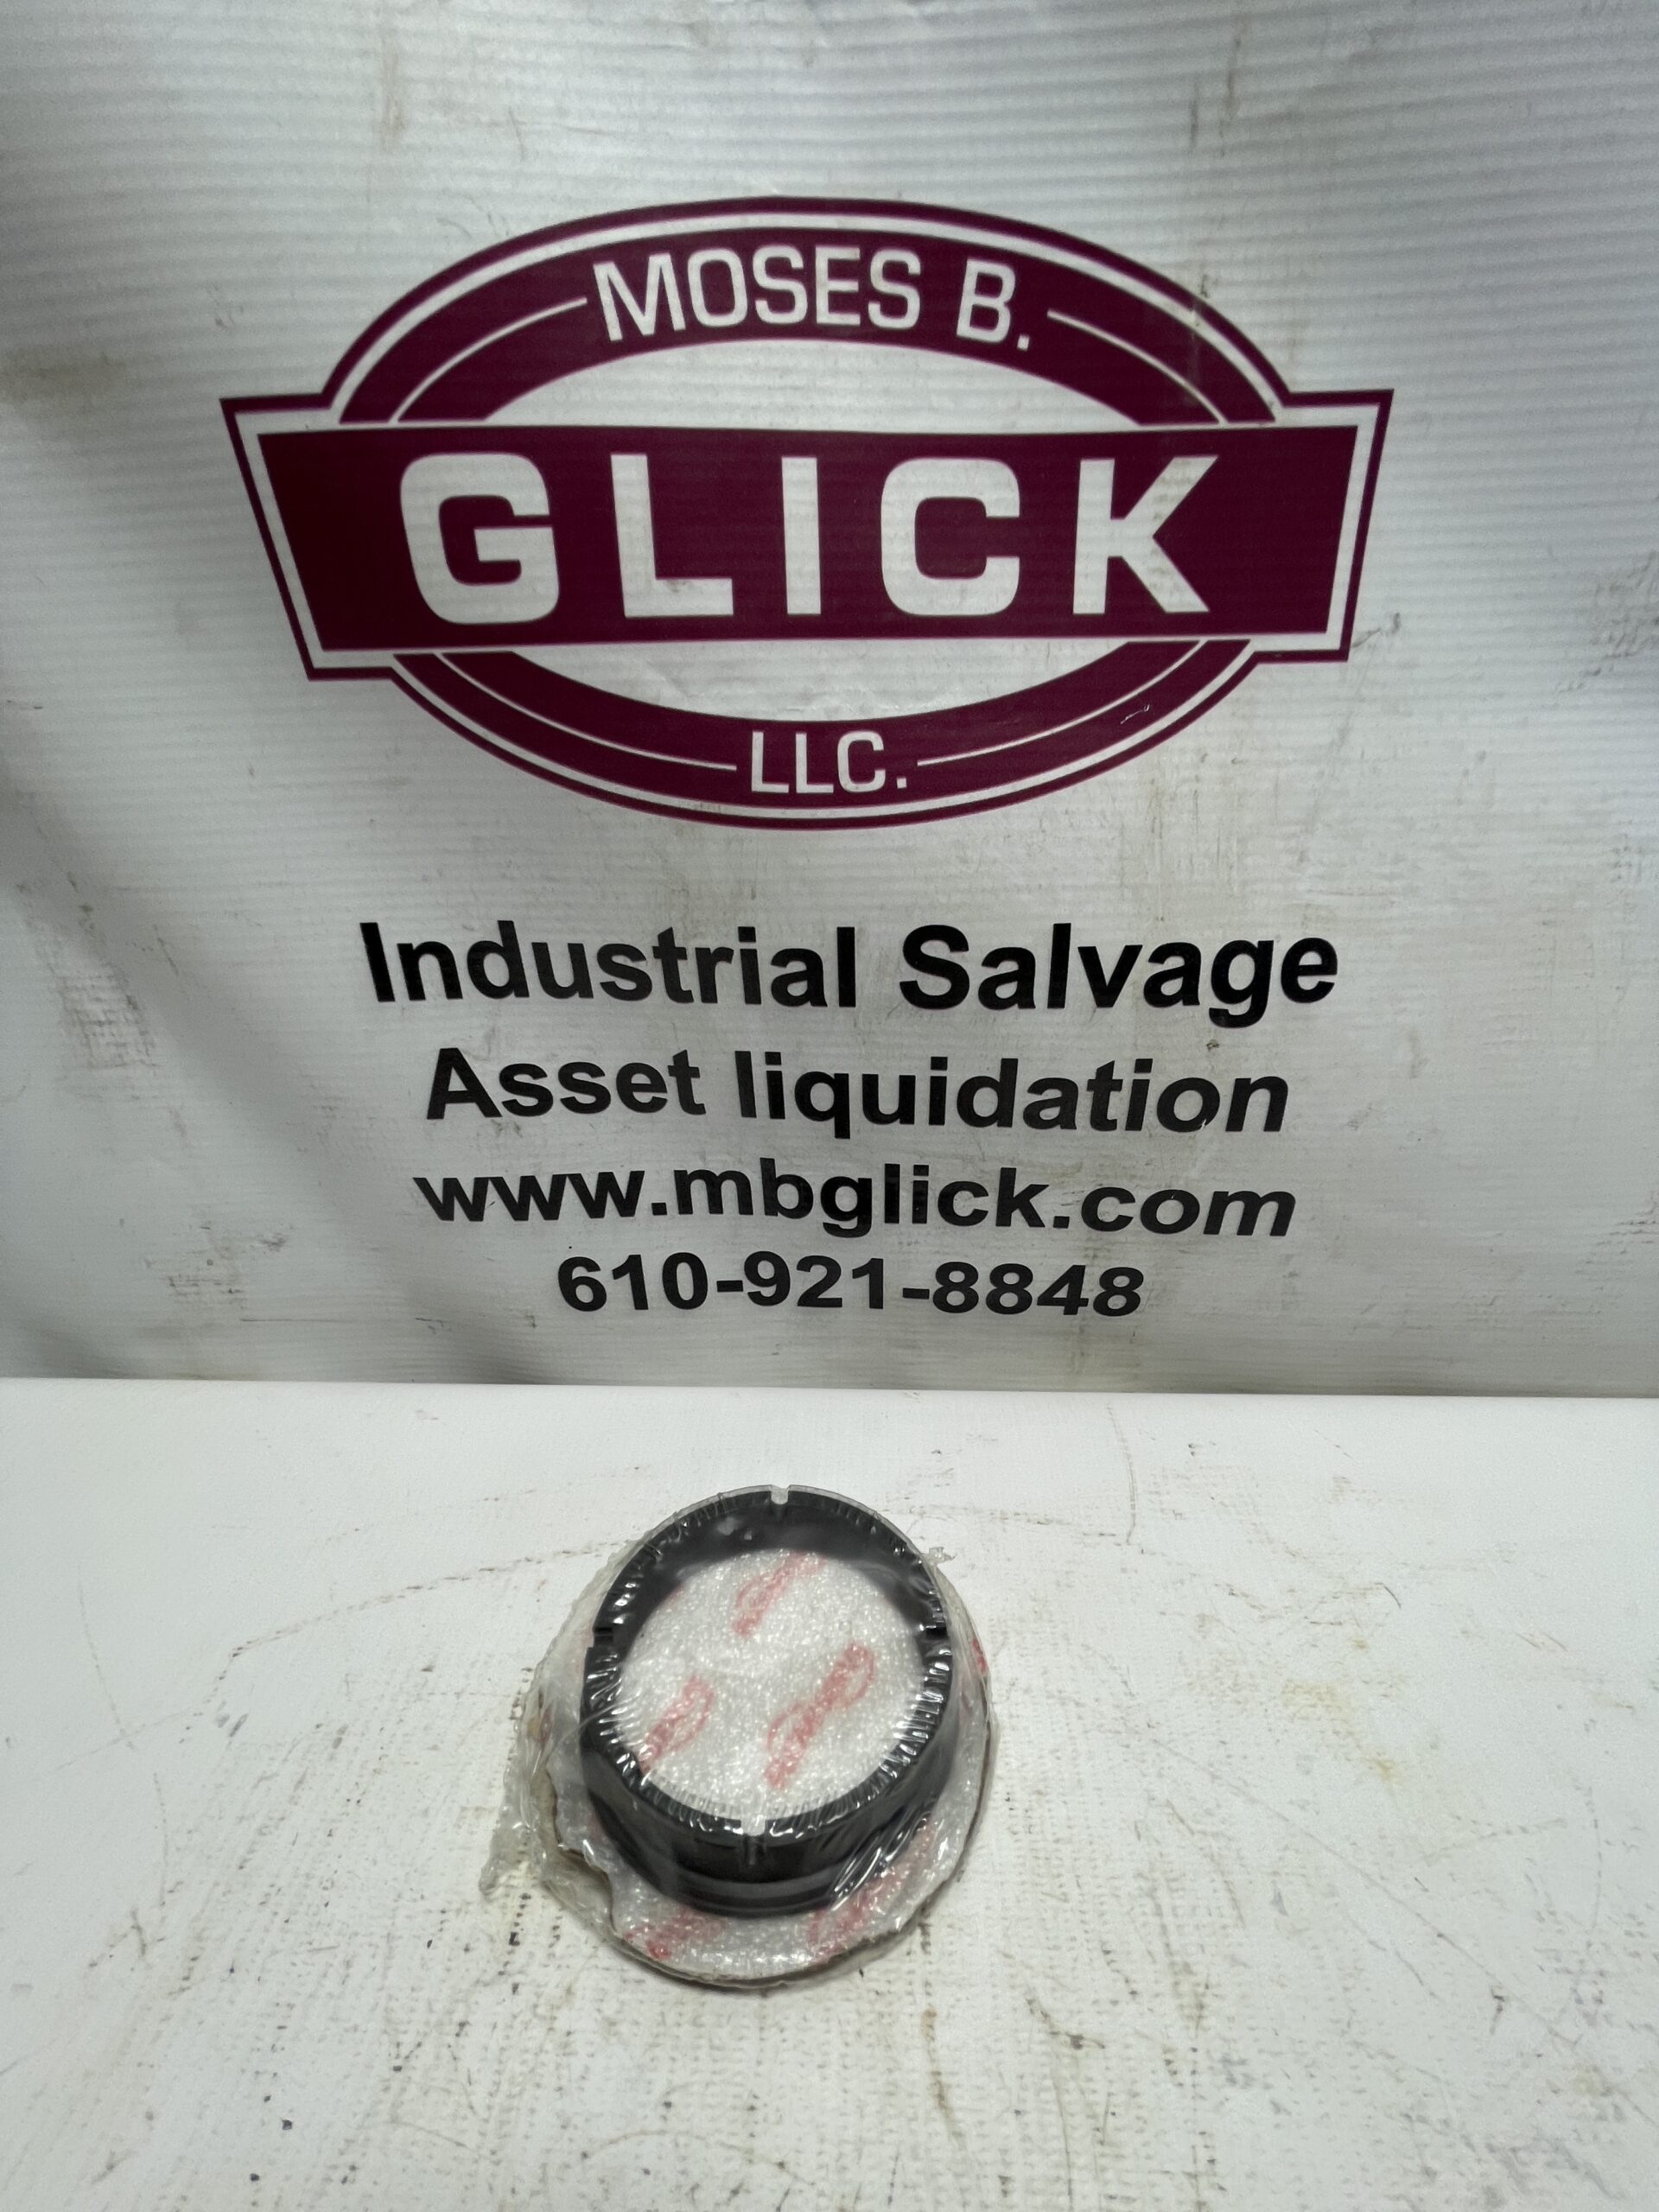 MOSES B.
GLICK
LLC.
Industrial Salvage
Asset liquidation
www.mbglick.com
610-921-8848